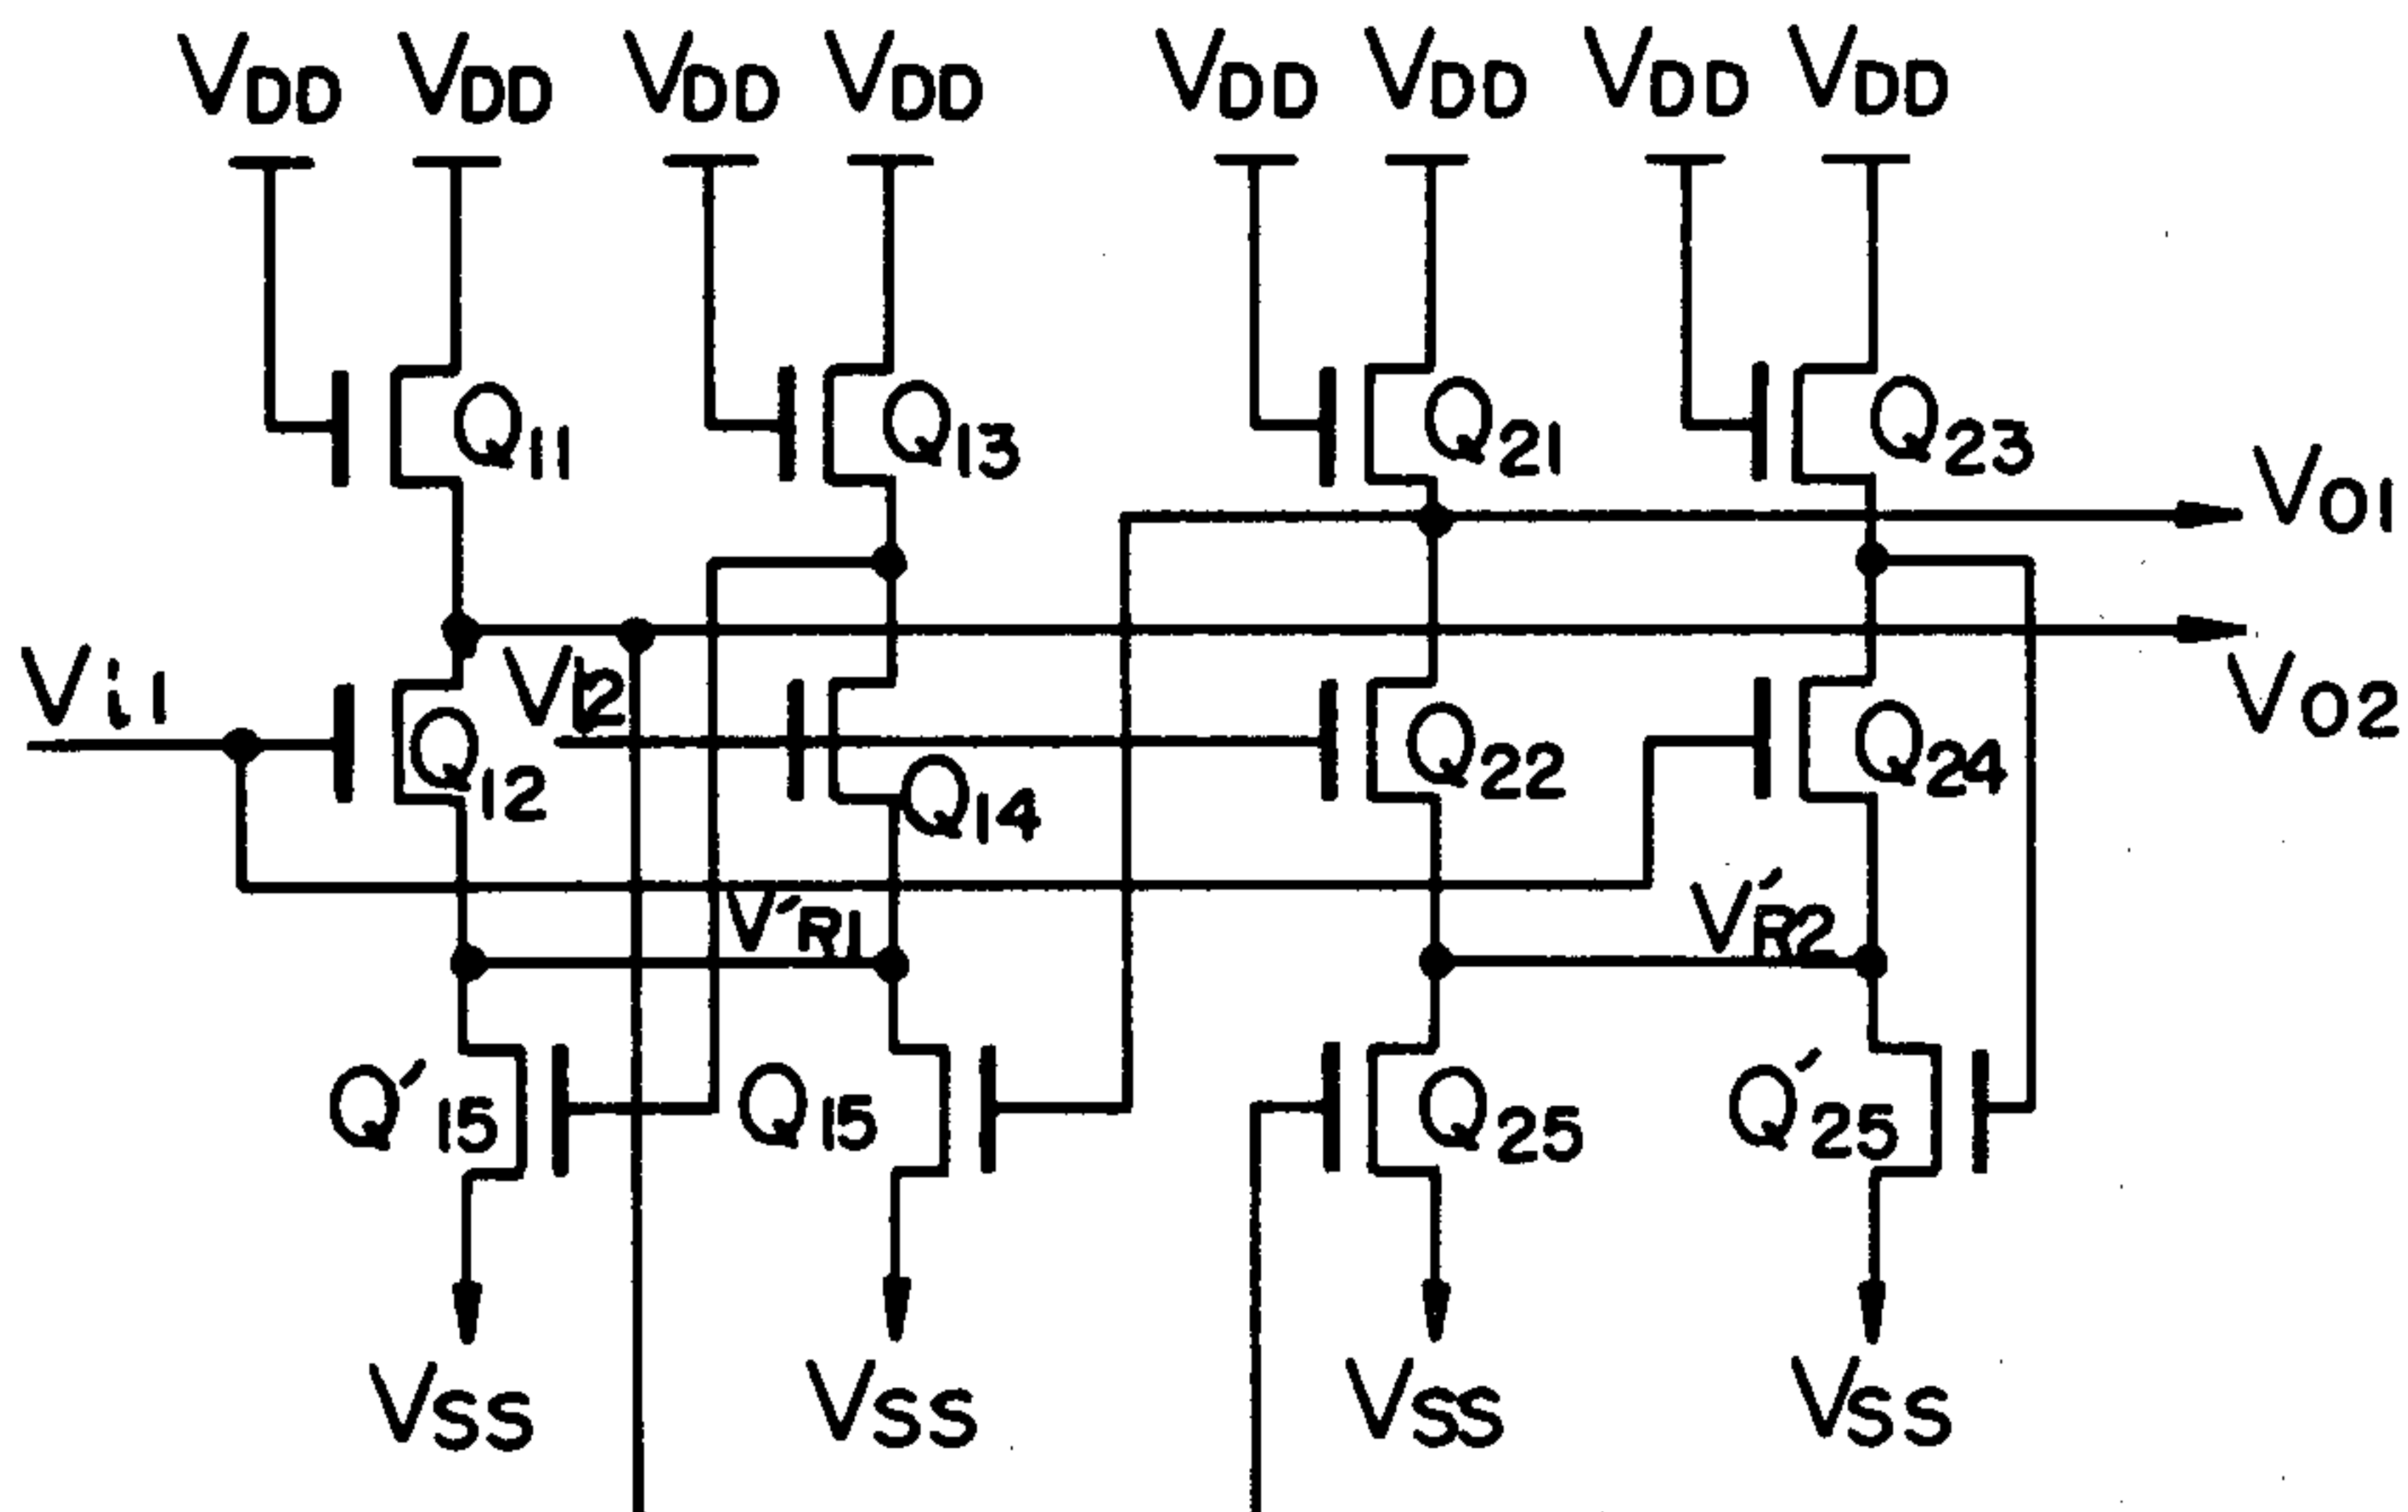 VDD VDD VDD VDD VDD VDD VDD VDD
Q11 Q13 Q21 Q23
VO1
Vi1 Vi2 VO2
Q12 Q14 Q22 Q24
V'R1 V'R2
Q'15 Q15 Q25 Q'25
VSS VSS VSS VSS